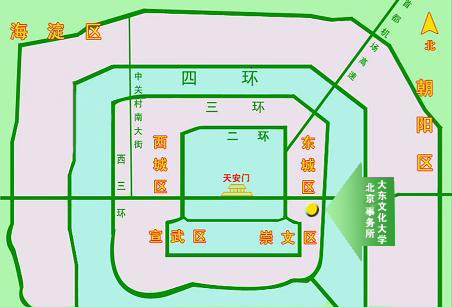 海淀区
首都机场高速
北
四环
中关村南大街
朝阳区
三环
二环
西城区
东城区
西三环
天安门
大东文化大学
北京事务所
宣武区
崇文区